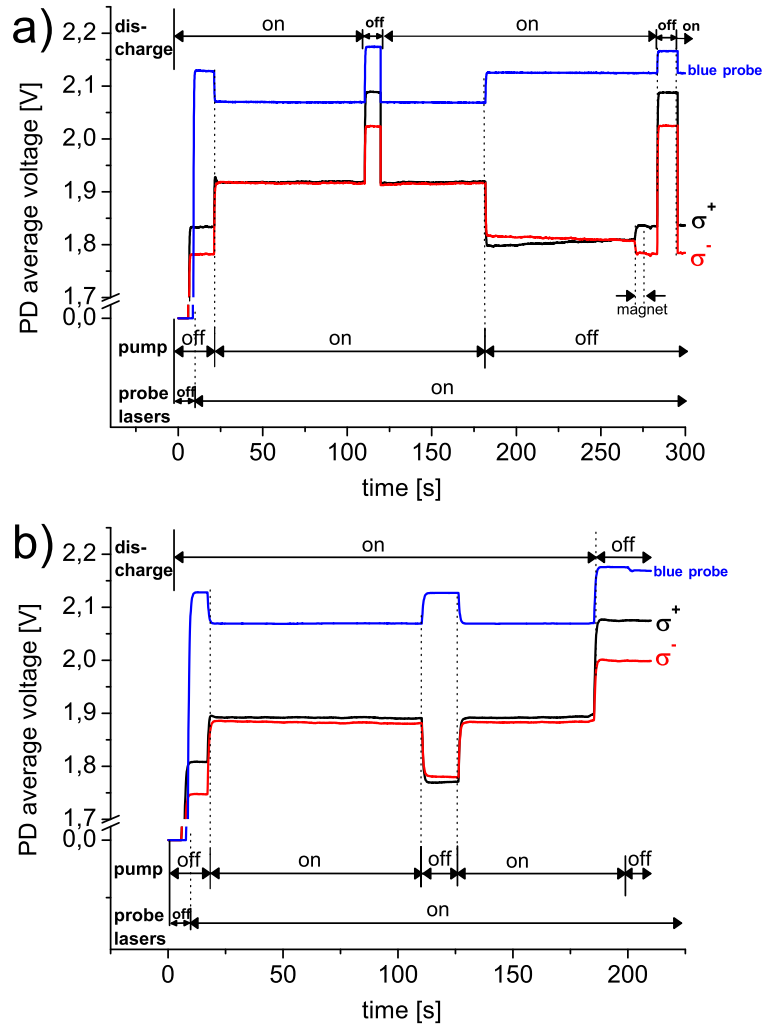 a)
dis-
charge
on
off
on
off
on
2,2
2,1
2,0
1,9
1,8
1,7
0,0
PD average voltage [V]
blue probe
σ+
σ-
magnet
pump
off
on
off
probe
lasers
off
on
0
50
100
150
200
250
300
time [s]
b)
dis-
charge
on
off
2,2
2,1
2,0
1,9
1,8
1,7
0,0
PD average voltage [V]
blue probe
σ+
σ-
pump
off
on
off
on
off
probe
lasers
off
on
0
50
100
150
200
time [s]